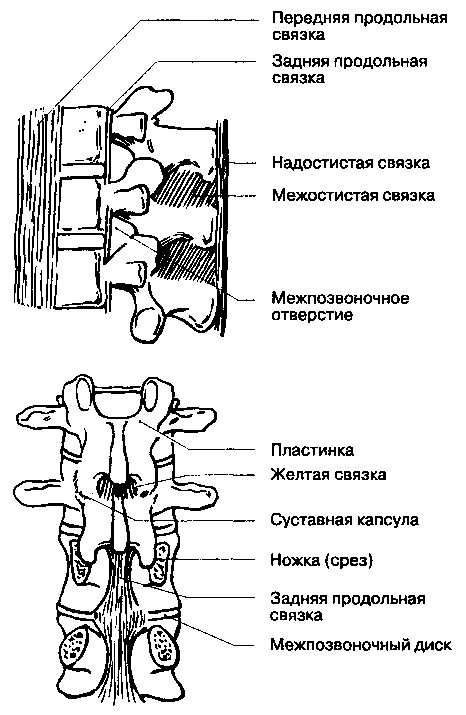 Передняя продольная
связка
Задняя продольная
связка
Надостистая связка
Межостистая связка
Межпозвоночное
отверстие
Пластинка
Желтая связка
Суставная капсула
Ножка (срез)
Задняя продольная
связка
Межпозвоночный диск